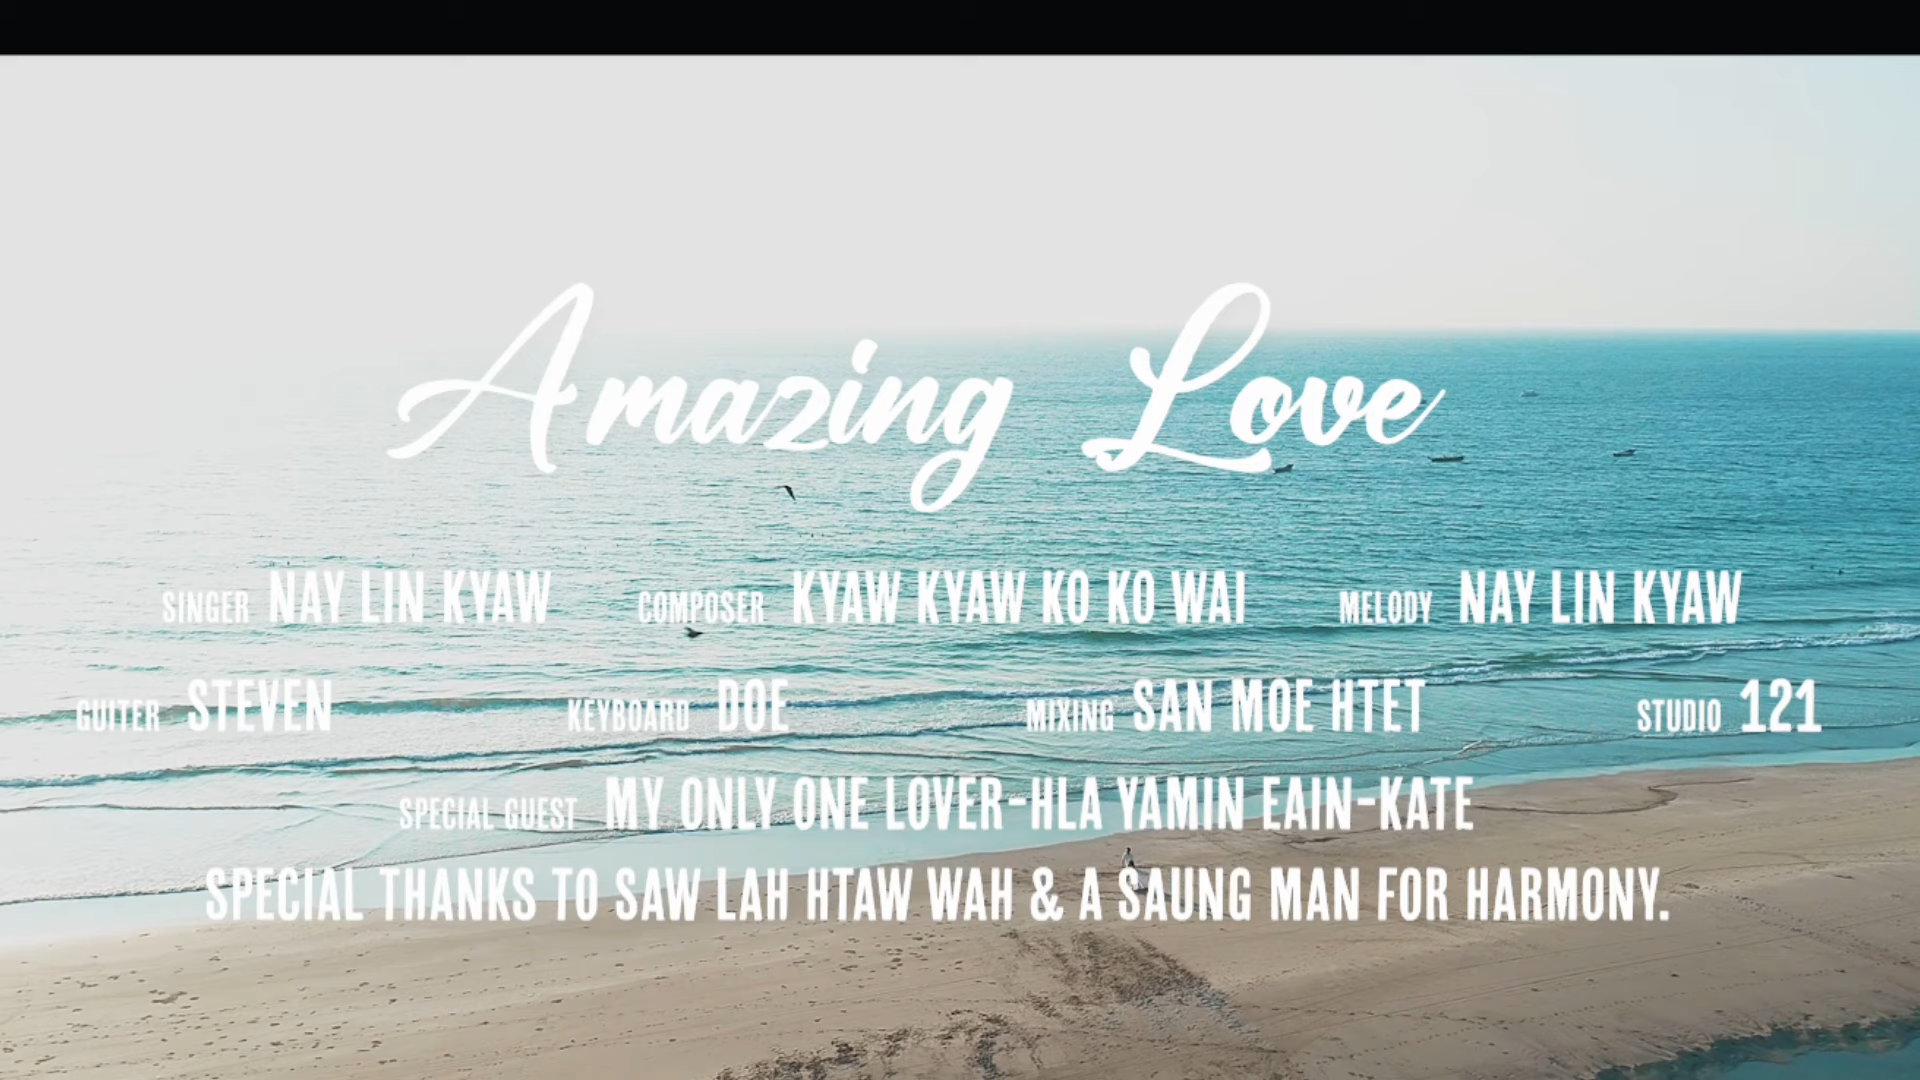 Amazing Love
SINGER NAY LIN KYAW COMPOSER KYAW KYAW KO KO WAI MELODY NAY LIN KYAW
GUITER STEVEN KEYBOARD DOE MIXING SAN MOE HTET STUDIO 121
SPECIAL GUEST MY ONLY ONE LOVER-HLA YAMIN EAIN-KATE
SPECIAL THANKS TO SAW LAH HTAW WAH & A SAUNG MAN FOR HARMONY.